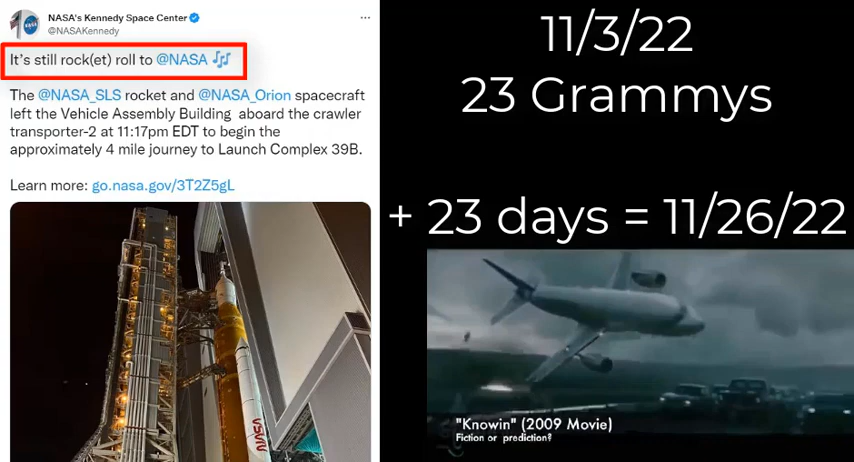 NASA's Kennedy Space Center
@NASAKennedy
It's still rock(et) roll to @NASA 🎶
The @NASA_SLS rocket and @NASA_Orion spacecraft
left the Vehicle Assembly Building aboard the crawler
transporter-2 at 11:17pm EDT to begin the
approximately 4 mile journey to Launch Complex 39B.
Learn more: go.nasa.gov/3T2Z5gL
NASA
11/3/22
23 Grammys
+ 23 days = 11/26/22
"Knowin" (2009 Movie)
Fiction or prediction?